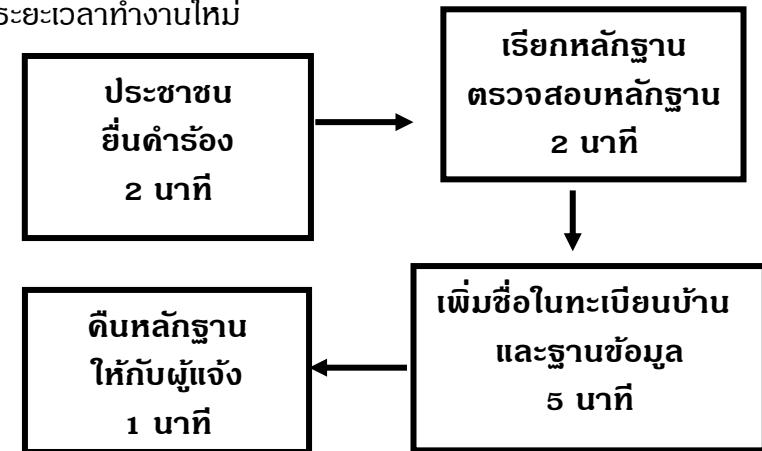 ระยะเวลาทำงานใหม่
ประชาชน
ยื่นคำร้อง
2 นาที
เรียกหลักฐาน
ตรวจสอบหลักฐาน
2 นาที
เพิ่มชื่อในทะเบียนบ้าน
และฐานข้อมูล
5 นาที
คืนหลักฐาน
ให้กับผู้แจ้ง
1 นาที